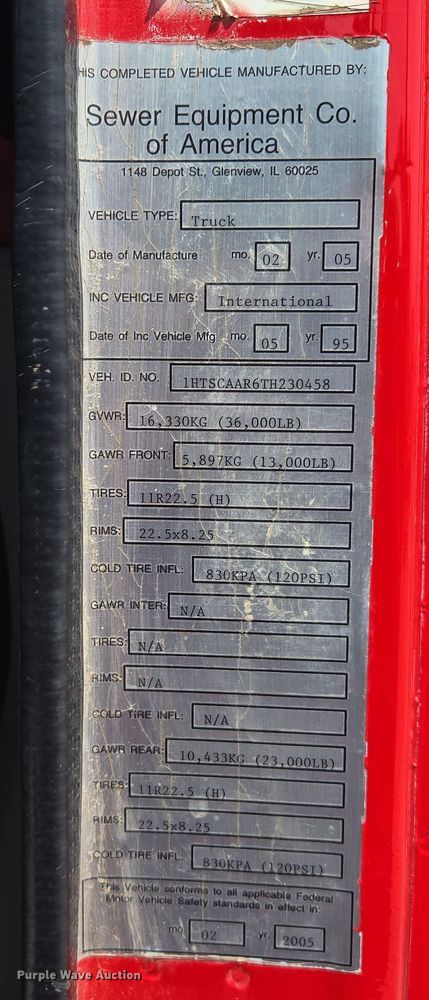 HIS COMPLETED VEHICLE MANUFACTURED BY:
Sewer Equipment Co.
of America
1148 Depot St., Glenview, IL 60025
VEHICLE TYPE: Truck
Date of Manufacture mo. 02 yr. 05
INC VEHICLE MFG: International
Date of Inc Vehicle Mfg mo. 05 yr. 95
VEH. ID. NO. 1HTSCAAR6TH230458
GVWR: 16,330KG (36,000LB)
GAWR FRONT: 5,897KG (13,000LB)
TIRES: 11R22.5 (H)
RIMS: 22.5x8.25
COLD TIRE INFL: 830KPA (120PSI)
GAWR INTER: N/A
TIRES: N/A
RIMS: N/A
COLD TIRE INFL: N/A
GAWR REAR: 10,433KG (23,000LB)
TIRES: 11R22.5 (H)
RIMS: 22.5x8.25
COLD TIRE INFL: 830KPA (120PSI)
This Vehicle conforms to all applicable Federal
Motor Vehicle Safety standards in effect in:
mo. 02 yr. 2005
Purple Wave Auction